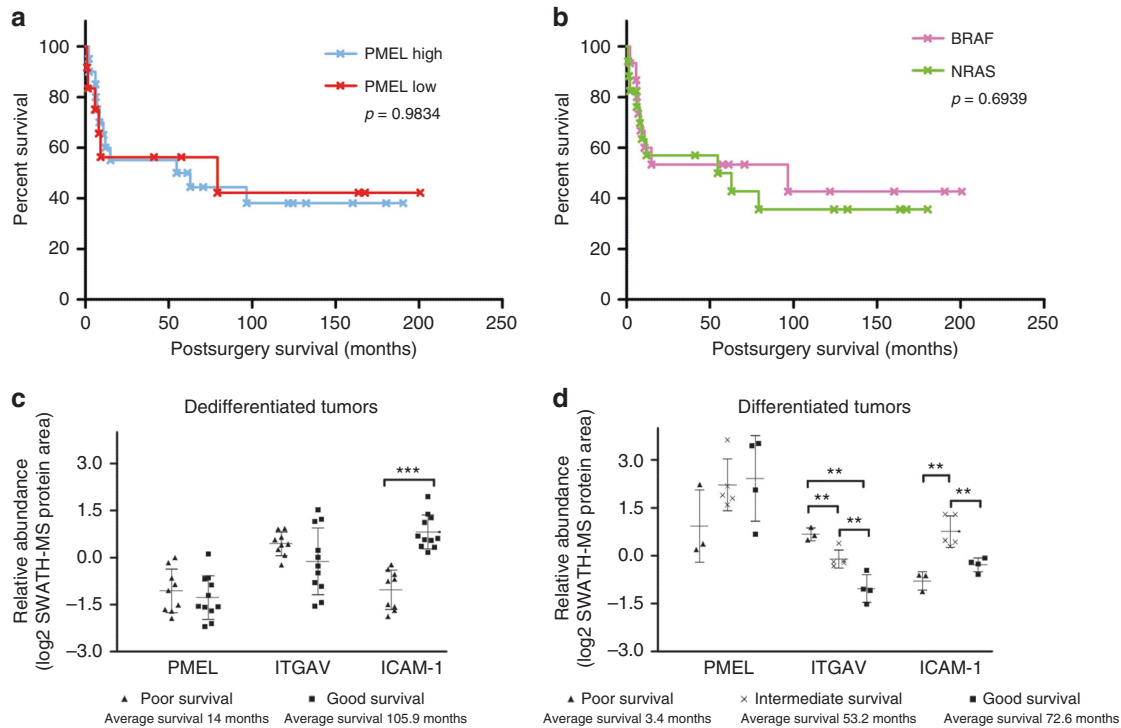 a
100
80
60
40
20
0
Percent survival
PMEL high
PMEL low
p = 0.9834
0 50 100 150 200 250
Postsurgery survival (months)
b
100
80
60
40
20
0
Percent survival
BRAF
NRAS
p = 0.6939
0 50 100 150 200 250
Postsurgery survival (months)
c
Dedifferentiated tumors
Relative abundance
(log2 SWATH-MS protein area)
3.0
1.5
0.0
–1.5
–3.0
***
PMEL ITGAV ICAM-1
Poor survival Good survival
Average survival 14 months Average survival 105.9 months
d
Differentiated tumors
Relative abundance
(log2 SWATH-MS protein area)
3.0
1.5
0.0
–1.5
–3.0
**
**
**
**
**
PMEL ITGAV ICAM-1
Poor survival Intermediate survival Good survival
Average survival 3.4 months Average survival 53.2 months Average survival 72.6 months